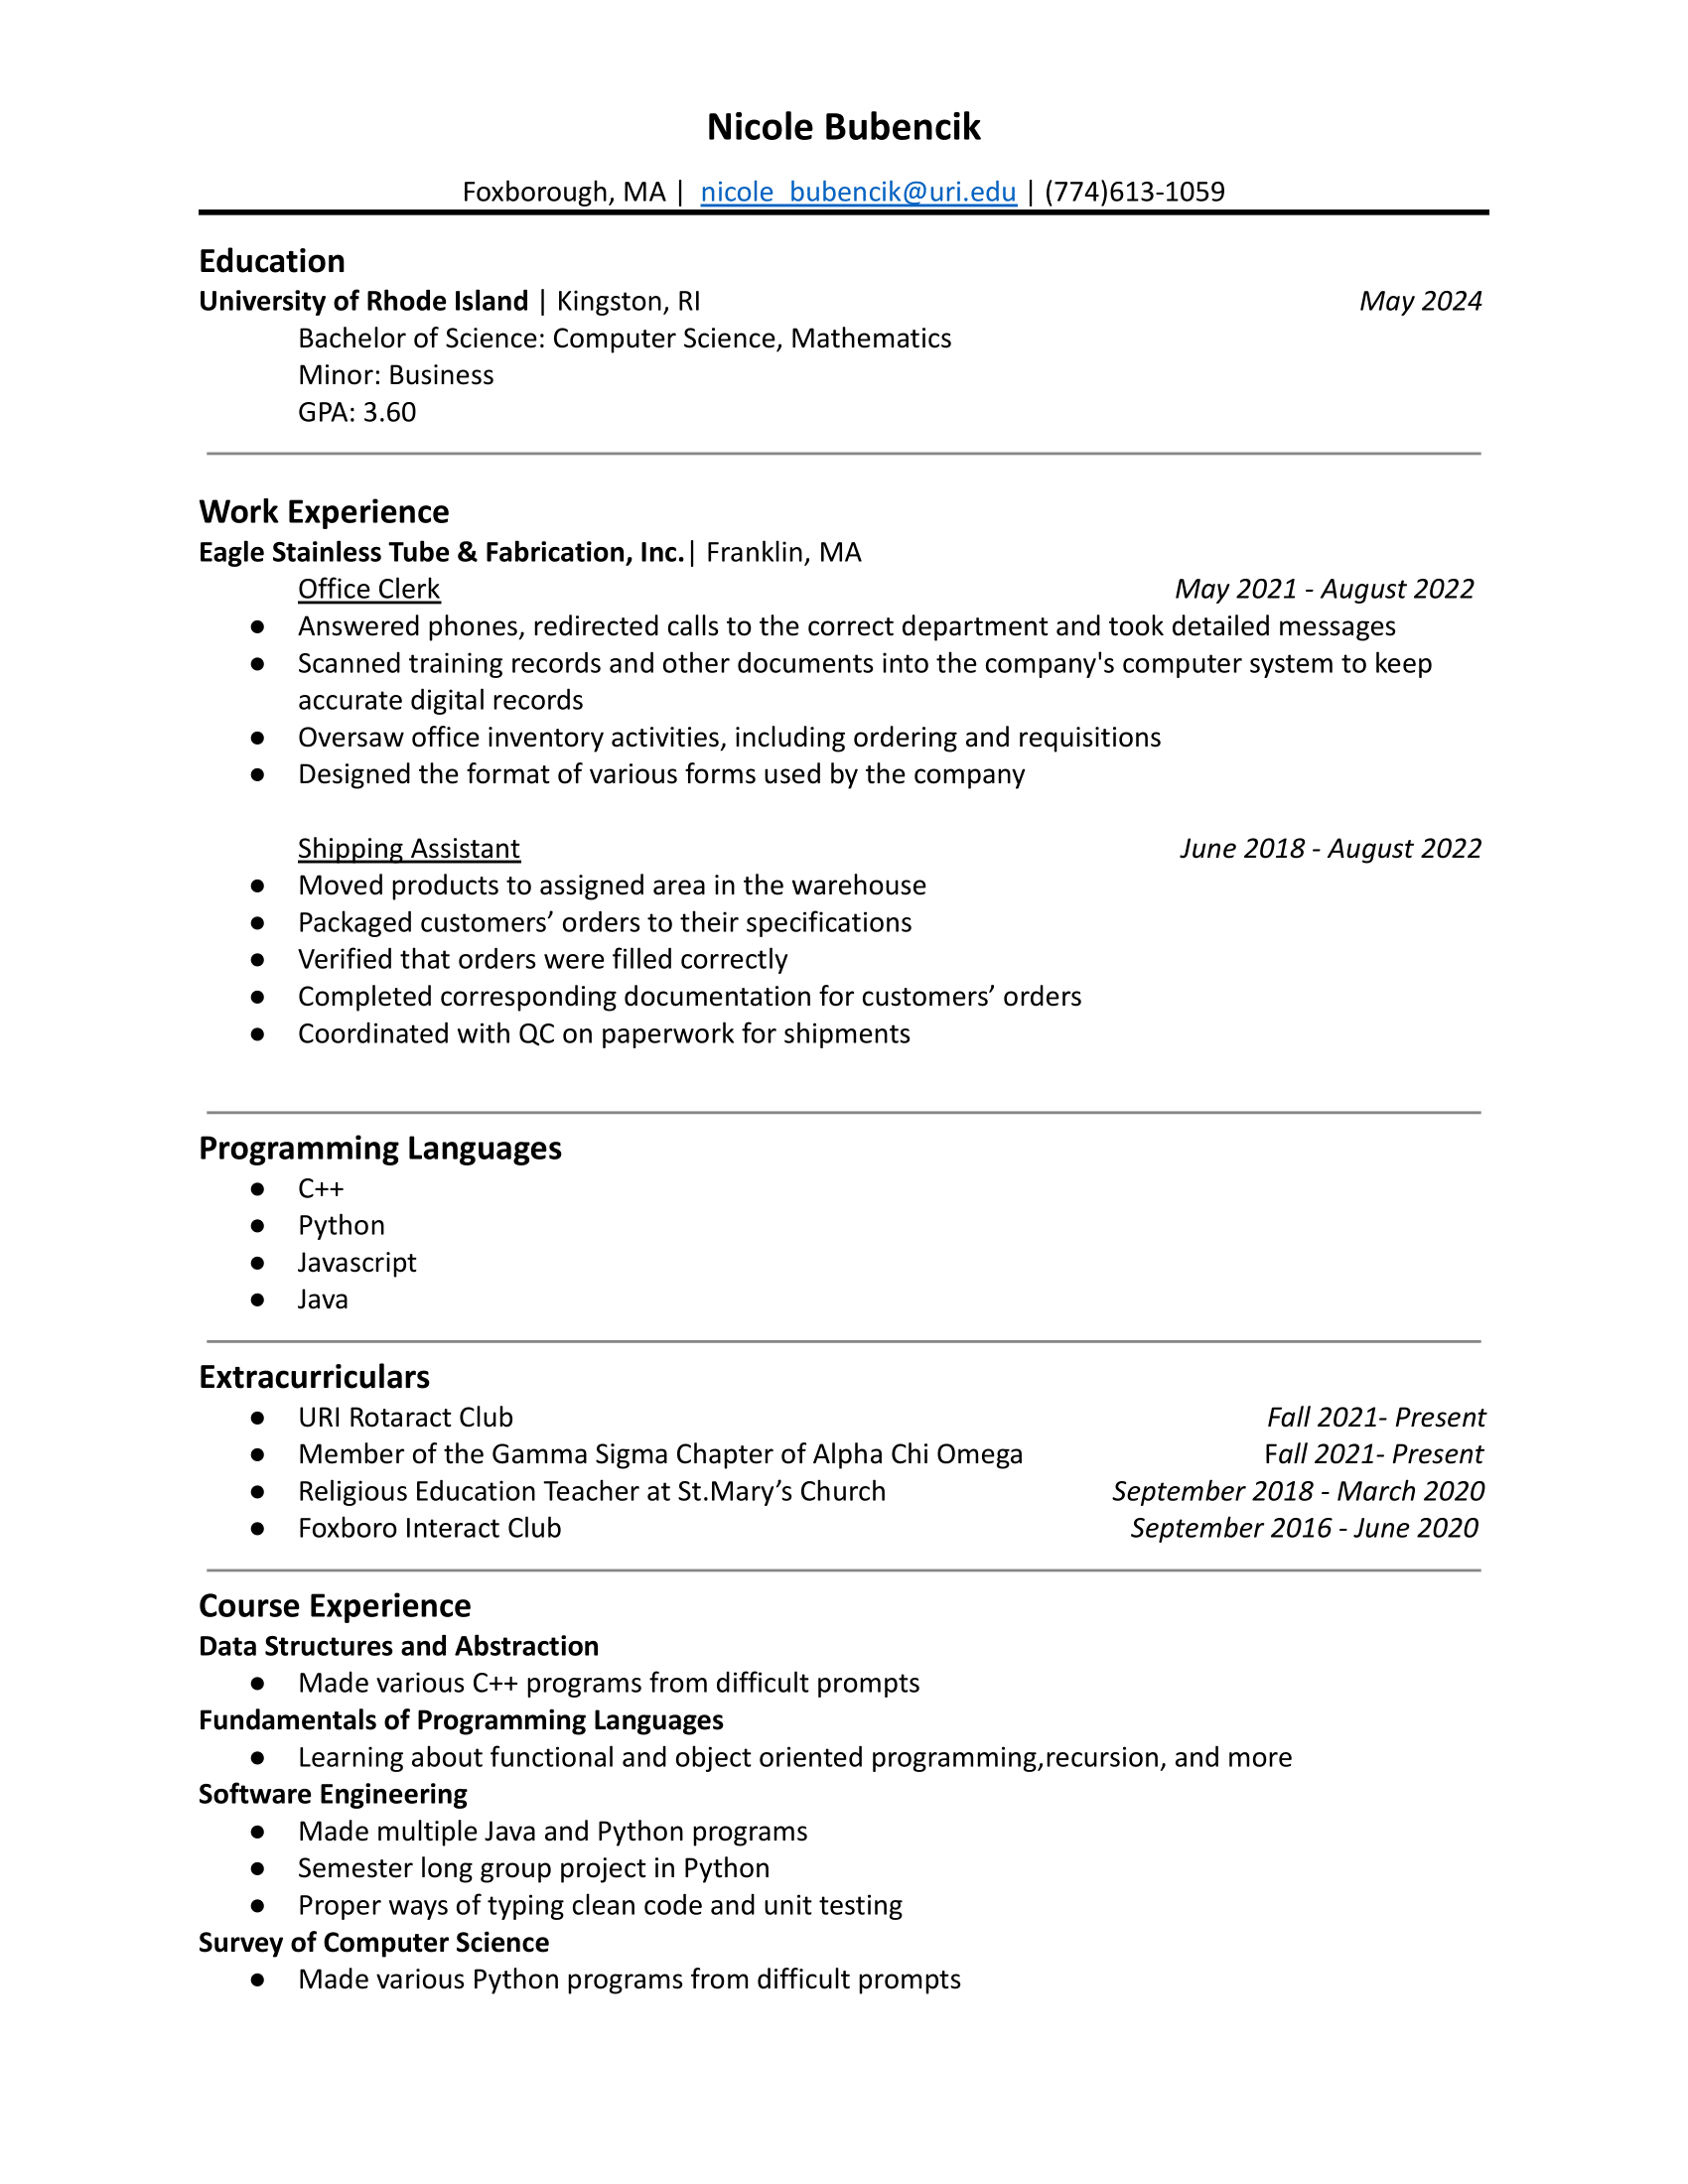 Nicole Bubencik
Foxborough, MA | nicole_bubencik@uri.edu | (774)613-1059
Education
University of Rhode Island | Kingston, RI May 2024
Bachelor of Science: Computer Science, Mathematics
Minor: Business
GPA: 3.60
Work Experience
Eagle Stainless Tube & Fabrication, Inc.| Franklin, MA
Office Clerk May 2021 - August 2022
● Answered phones, redirected calls to the correct department and took detailed messages
● Scanned training records and other documents into the company's computer system to keep
accurate digital records
● Oversaw office inventory activities, including ordering and requisitions
● Designed the format of various forms used by the company
Shipping Assistant June 2018 - August 2022
● Moved products to assigned area in the warehouse
● Packaged customers’ orders to their specifications
● Verified that orders were filled correctly
● Completed corresponding documentation for customers’ orders
● Coordinated with QC on paperwork for shipments
Programming Languages
● C++
● Python
● Javascript
● Java
Extracurriculars
● URI Rotaract Club Fall 2021- Present
● Member of the Gamma Sigma Chapter of Alpha Chi Omega Fall 2021- Present
● Religious Education Teacher at St.Mary’s Church September 2018 - March 2020
● Foxboro Interact Club September 2016 - June 2020
Course Experience
Data Structures and Abstraction
● Made various C++ programs from difficult prompts
Fundamentals of Programming Languages
● Learning about functional and object oriented programming,recursion, and more
Software Engineering
● Made multiple Java and Python programs
● Semester long group project in Python
● Proper ways of typing clean code and unit testing
Survey of Computer Science
● Made various Python programs from difficult prompts